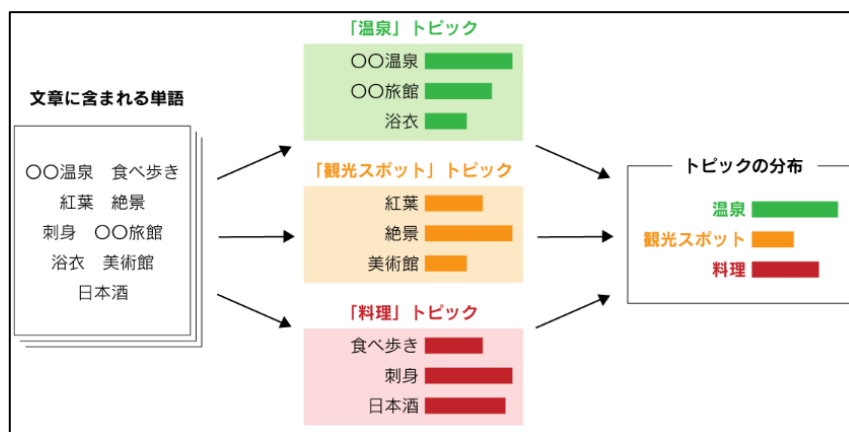 文章に含まれる単語
〇〇温泉 食べ歩き
紅葉 絶景
刺身 〇〇旅館
浴衣 美術館
日本酒
「温泉」トピック
〇〇温泉
〇〇旅館
浴衣
「観光スポット」トピック
紅葉
絶景
美術館
「料理」トピック
食べ歩き
刺身
日本酒
トピックの分布
温泉
観光スポット
料理